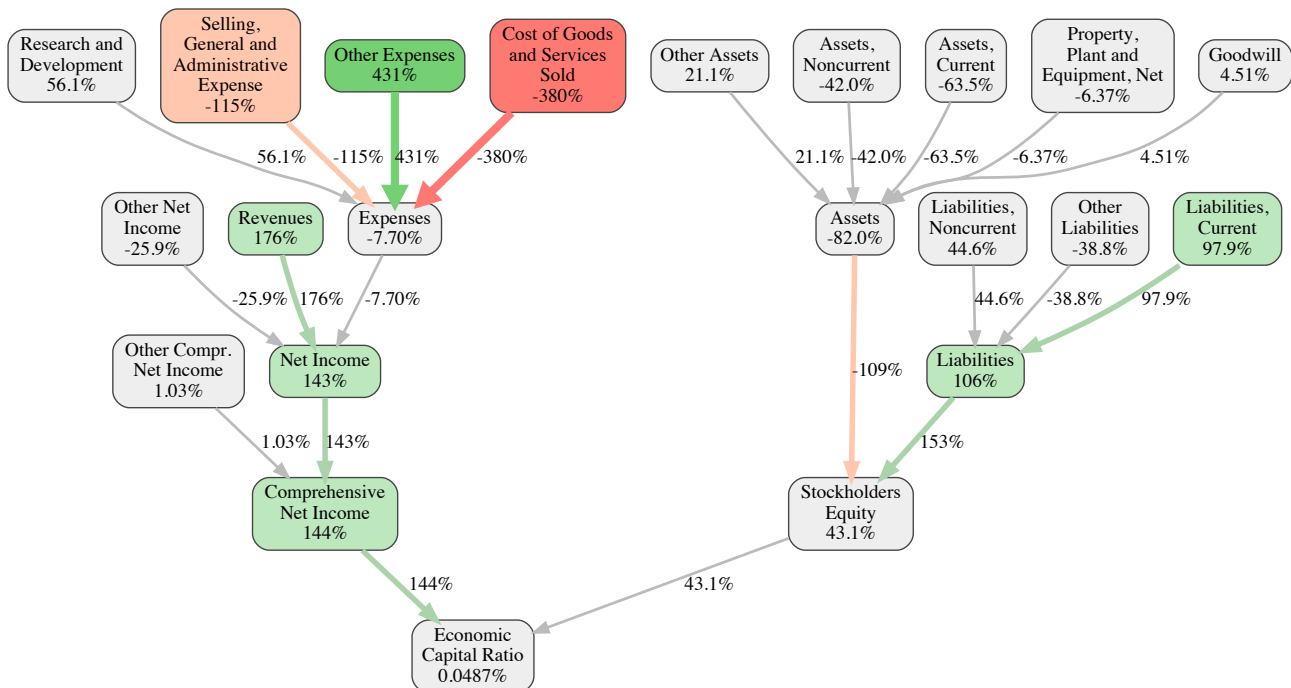 Research and
Development
56.1%
Selling,
General and
Administrative
Expense
-115%
Other Expenses
431%
Cost of Goods
and Services
Sold
-380%
Other Assets
21.1%
Assets,
Noncurrent
-42.0%
Assets,
Current
-63.5%
Property,
Plant and
Equipment, Net
-6.37%
Goodwill
4.51%
56.1%
-115%
431%
-380%
21.1%
-42.0%
-63.5%
-6.37%
4.51%
Other Net
Income
-25.9%
Revenues
176%
Expenses
-7.70%
Assets
-82.0%
Liabilities,
Noncurrent
44.6%
Other
Liabilities
-38.8%
Liabilities,
Current
97.9%
-25.9%
176%
-7.70%
44.6%
-38.8%
97.9%
Other Compr.
Net Income
1.03%
Net Income
143%
-109%
Liabilities
106%
1.03%
143%
153%
Comprehensive
Net Income
144%
Stockholders
Equity
43.1%
144%
43.1%
Economic
Capital Ratio
0.0487%